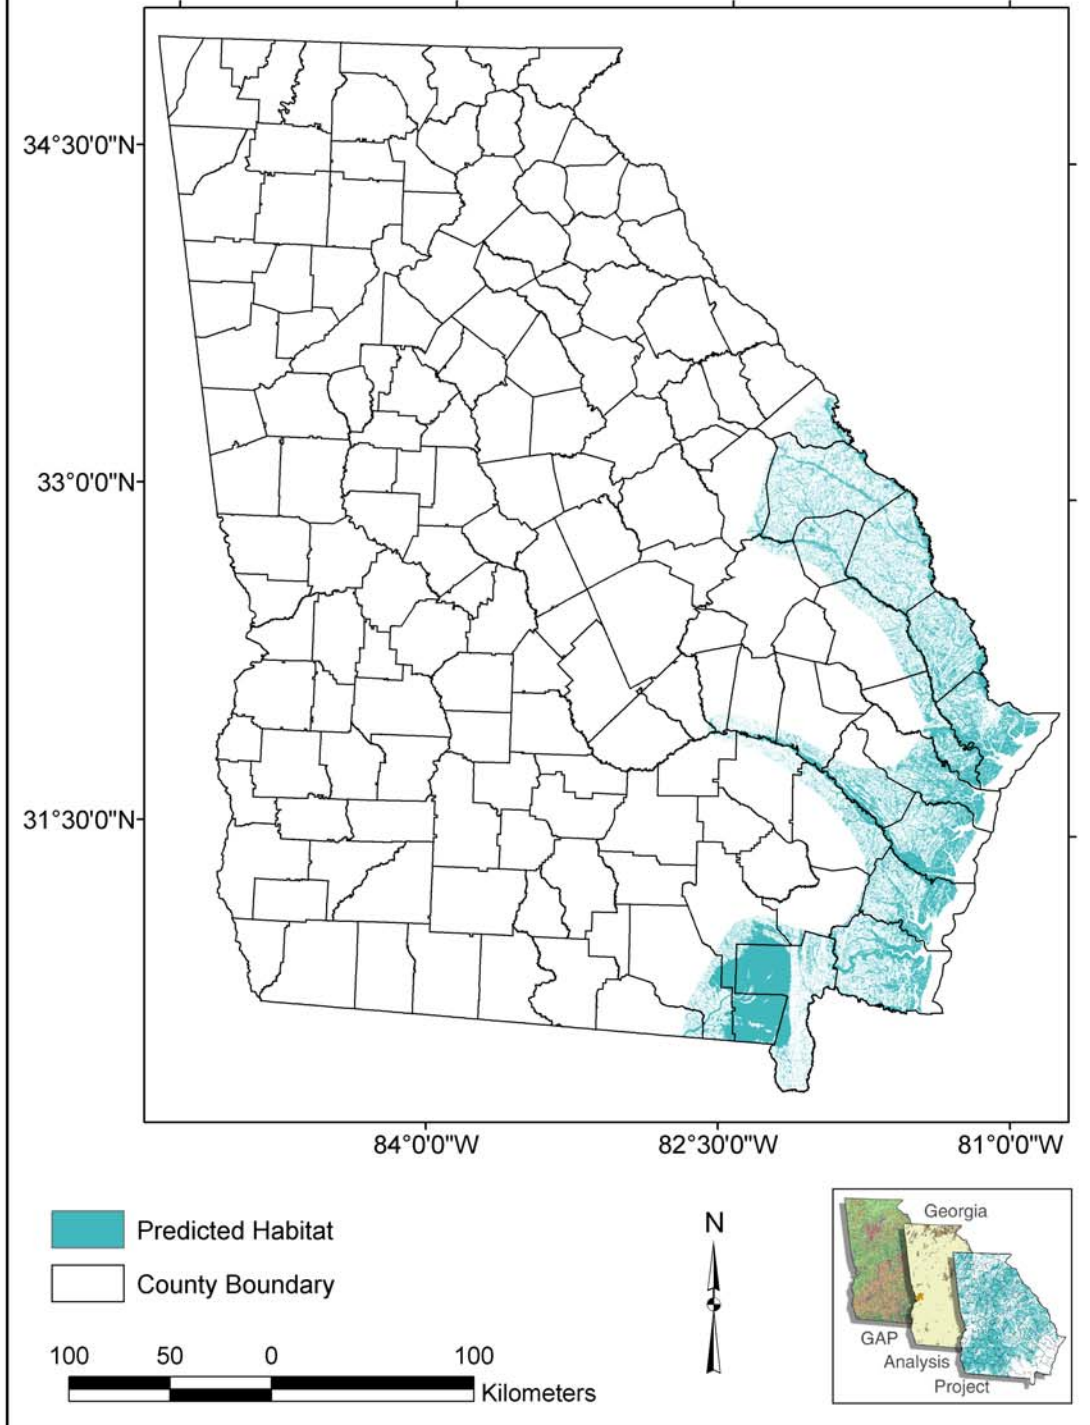 34°30'0"N
33°0'0"N
31°30'0"N
84°0'0"W 82°30'0"W 81°0'0"W
Predicted Habitat
County Boundary
100 50 0 100
Kilometers
N
Georgia
GAP
Analysis
Project